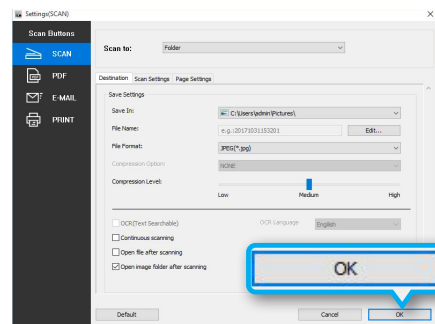 Settings(SCAN)
Scan Buttons
SCAN
PDF
E-MAIL
PRINT
Scan to: Folder
Destination Scan Settings Page Settings
Save Settings
Save In: C:\Users\admin\Pictures\
File Name: e.g.:20171031153201 Edit...
File Format: JPEG(*.jpg)
Compression Option: NONE
Compression Level:
Low Medium High
OCR(Text Searchable) OCR Language English
Continuous scanning
Open file after scanning
Open image folder after scanning
OK
Default Cancel OK